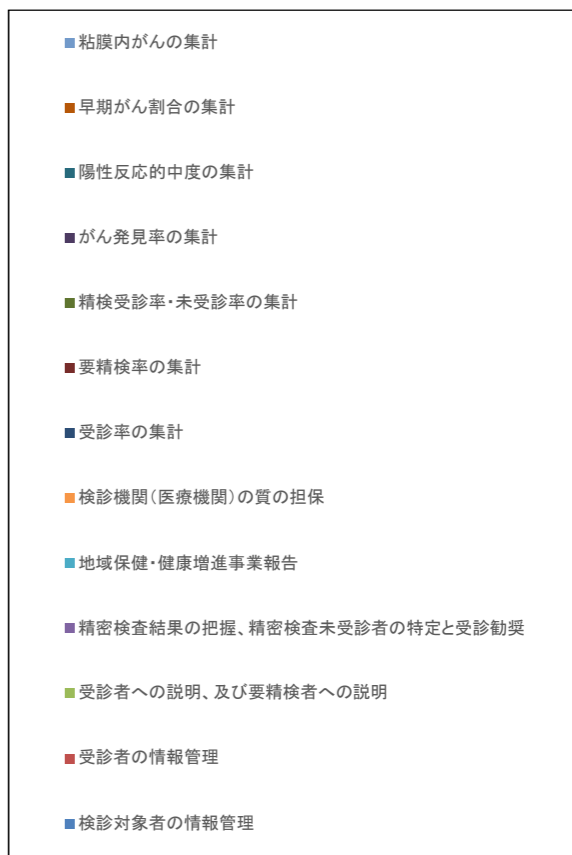 粘膜内がんの集計
早期がん割合の集計
陽性反応的中度の集計
がん発見率の集計
精検受診率・未受診率の集計
要精検率の集計
受診率の集計
検診機関(医療機関)の質の担保
地域保健・健康増進事業報告
精密検査結果の把握、精密検査未受診者の特定と受診勧奨
受診者への説明、及び要精検者への説明
受診者の情報管理
検診対象者の情報管理